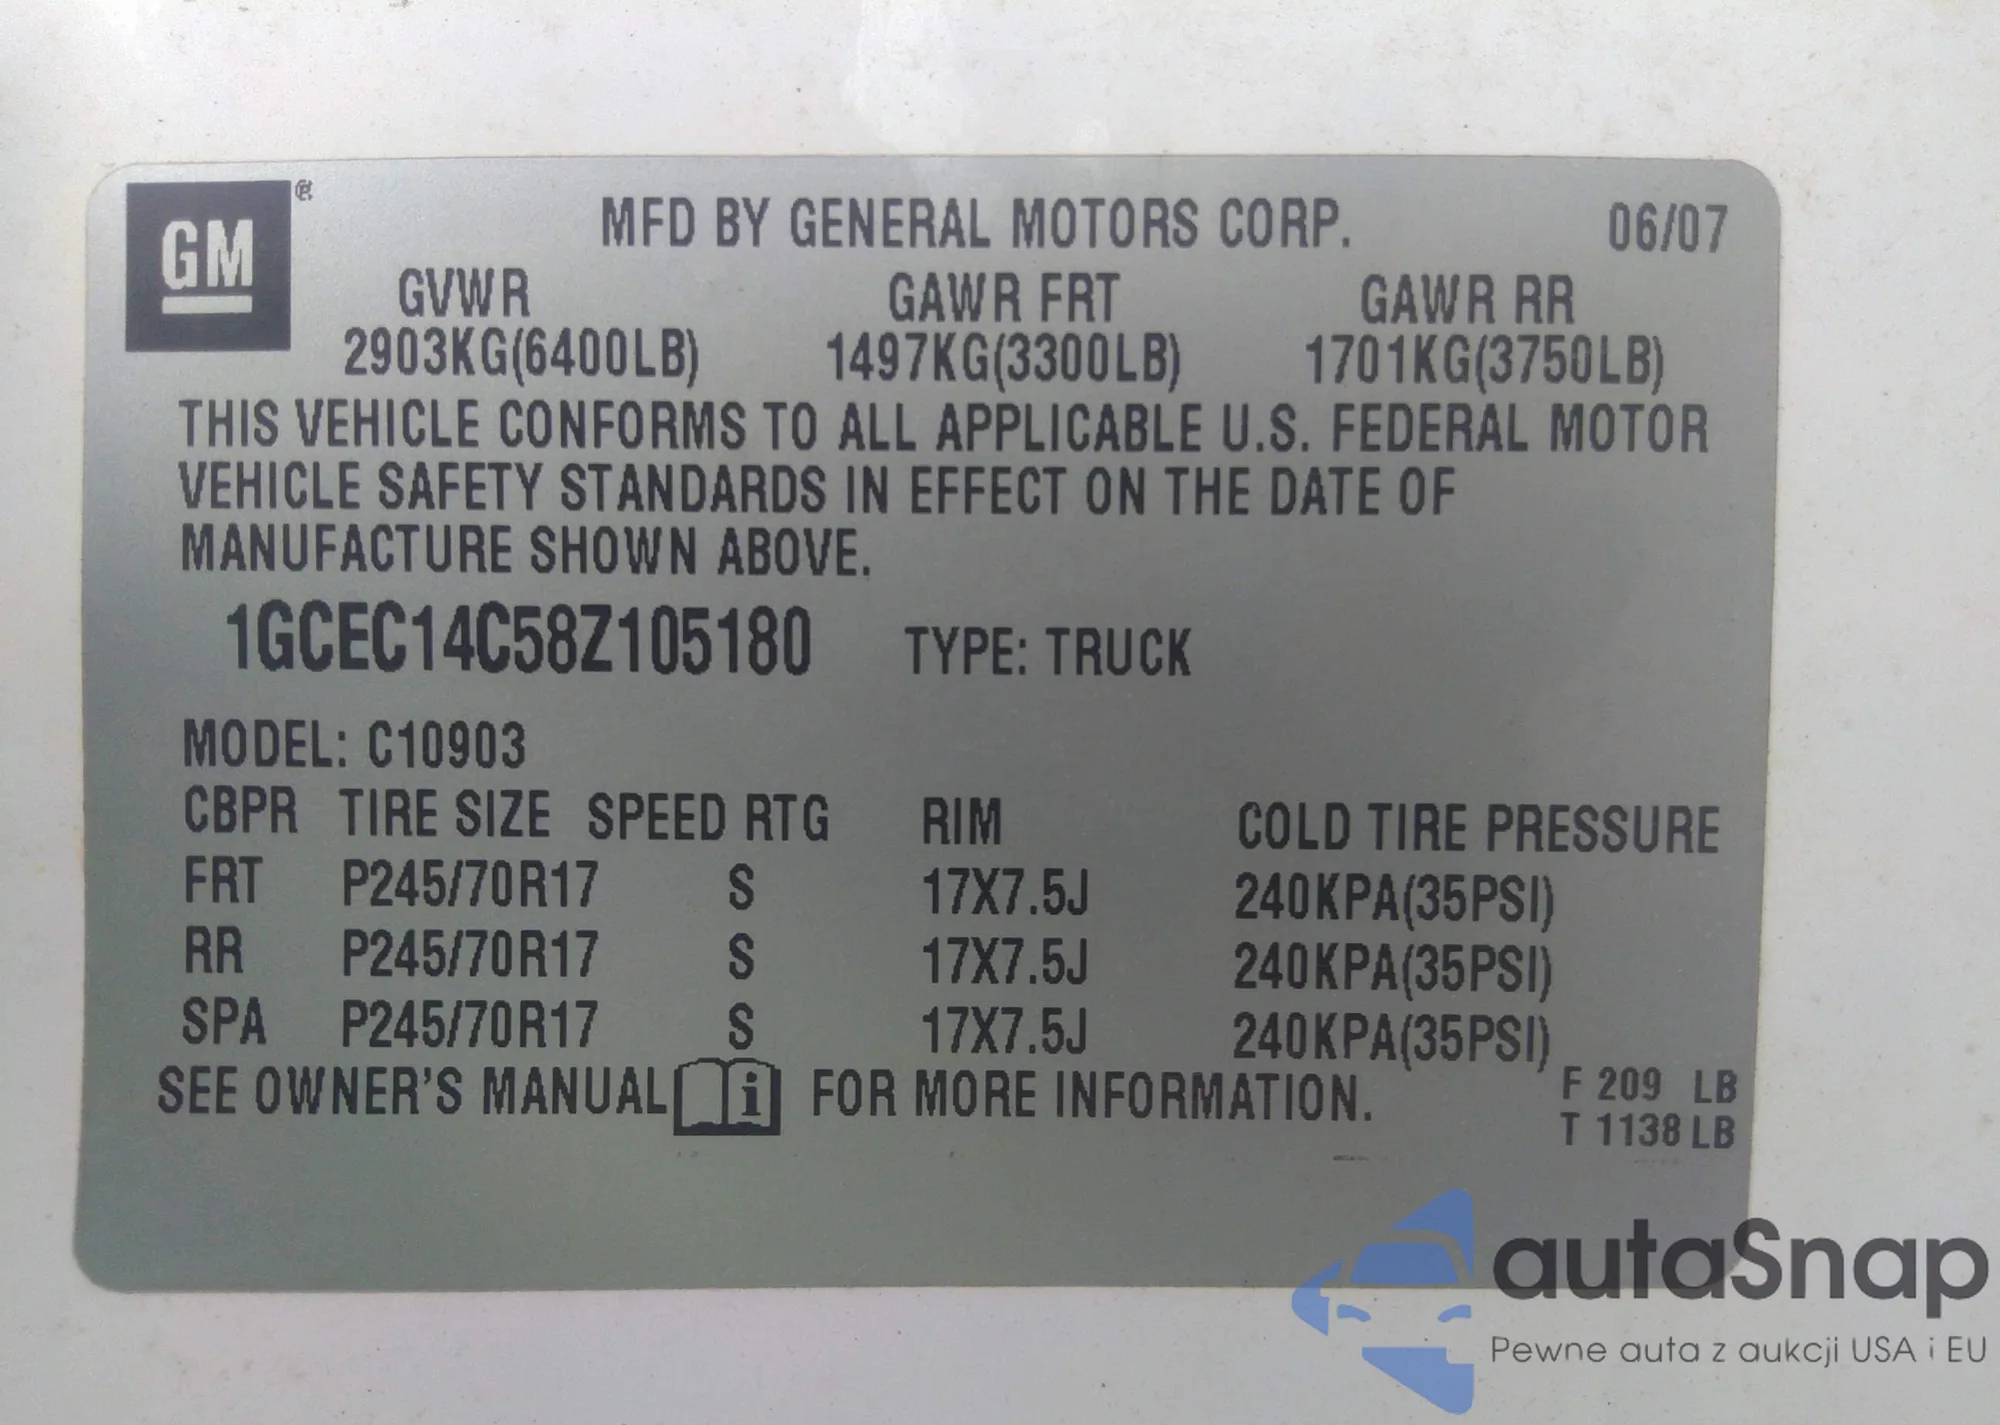 GM ®
MFD BY GENERAL MOTORS CORP. 06/07
GVWR GAWR FRT GAWR RR
2903KG(6400LB) 1497KG(3300LB) 1701KG(3750LB)
THIS VEHICLE CONFORMS TO ALL APPLICABLE U.S. FEDERAL MOTOR
VEHICLE SAFETY STANDARDS IN EFFECT ON THE DATE OF
MANUFACTURE SHOWN ABOVE.
1GCEC14C58Z105180 TYPE: TRUCK
MODEL: C10903
CBPR TIRE SIZE SPEED RTG RIM COLD TIRE PRESSURE
FRT P245/70R17 S 17X7.5J 240KPA(35PSI)
RR P245/70R17 S 17X7.5J 240KPA(35PSI)
SPA P245/70R17 S 17X7.5J 240KPA(35PSI)
SEE OWNER'S MANUAL i FOR MORE INFORMATION.
F 209 LB
T 1138 LB
autaSnap
Pewne auta z aukcji USA i EU